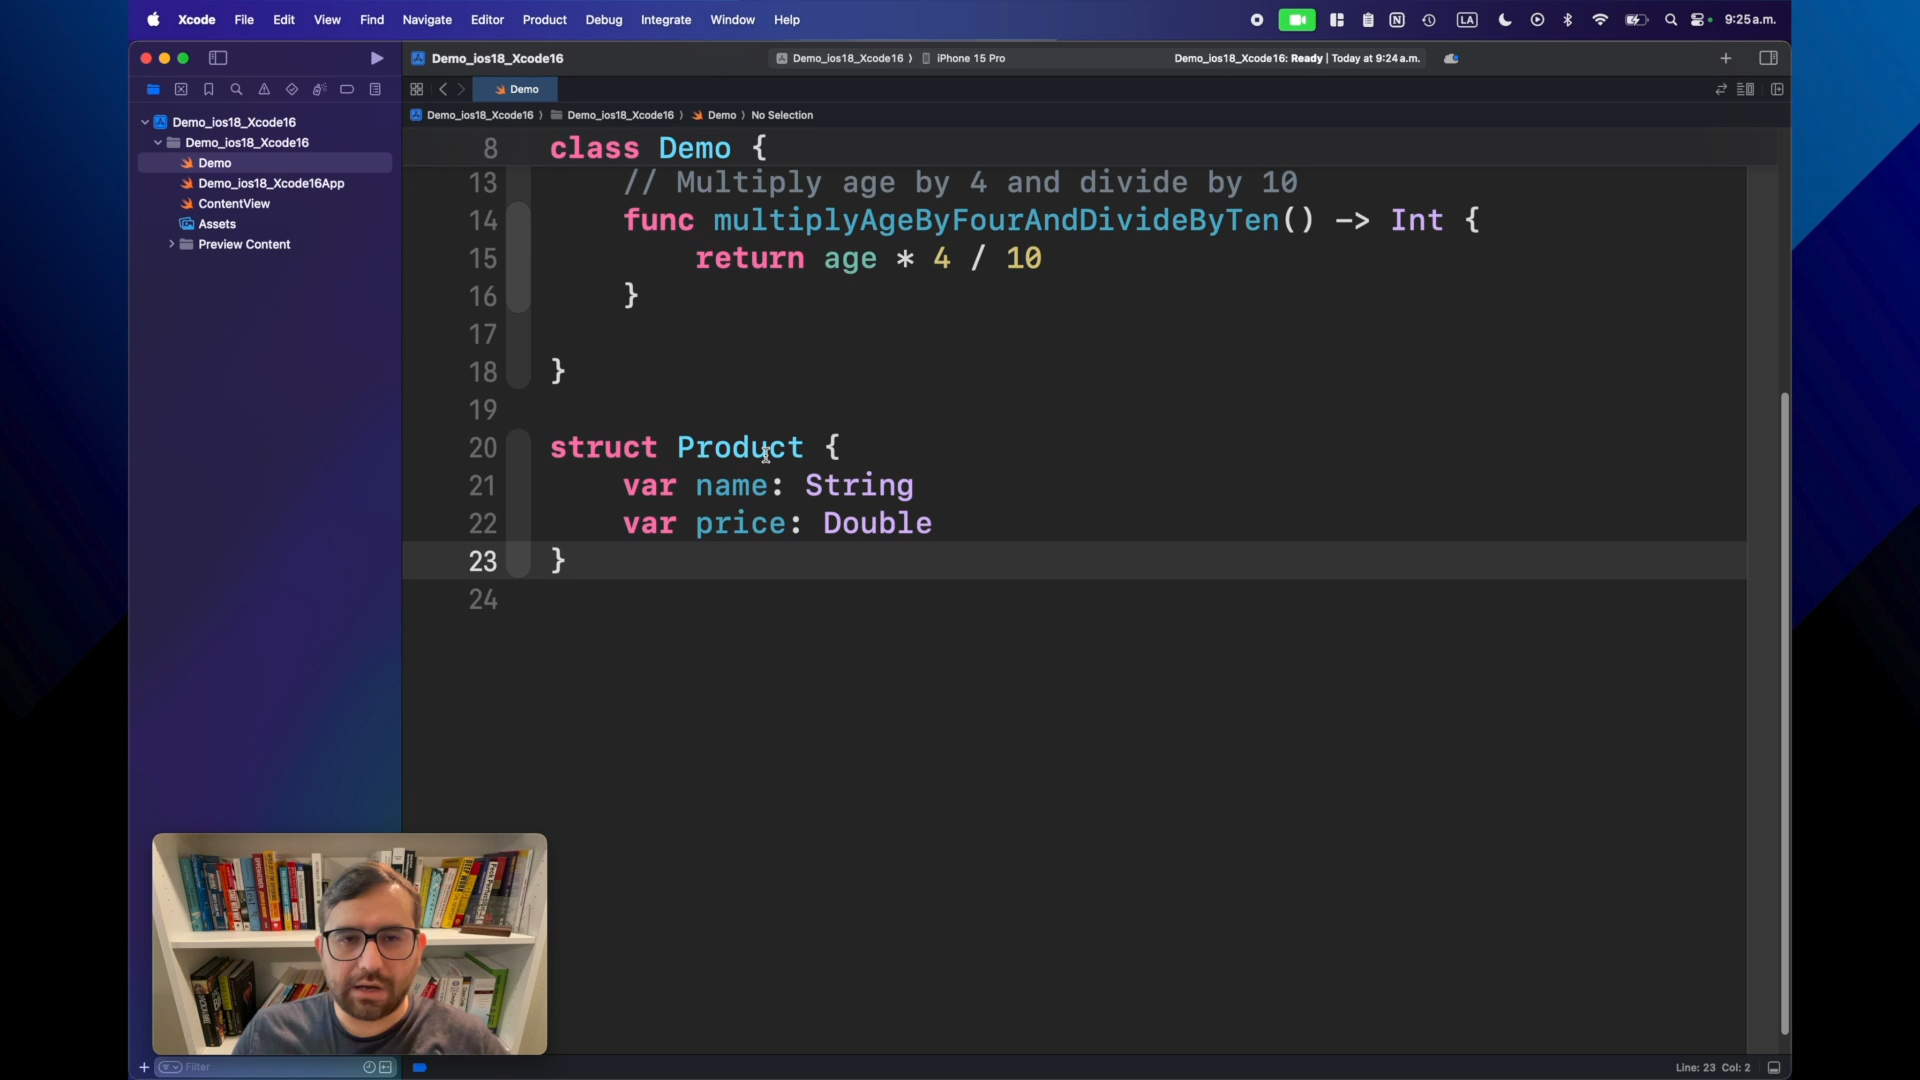 Xcode File Edit View Find Navigate Editor Product Debug Integrate Window Help LA 9:25 a.m.
Demo_ios18_Xcode16 Demo_ios18_Xcode16 ⟩ iPhone 15 Pro Demo_ios18_Xcode16: Ready | Today at 9:24 a.m.
Demo
Demo_ios18_Xcode16 ⟩ Demo_ios18_Xcode16 ⟩ Demo ⟩ No Selection
Demo_ios18_Xcode16
Demo_ios18_Xcode16
Demo
Demo_ios18_Xcode16App
ContentView
Assets
Preview Content
8 class Demo {
13 // Multiply age by 4 and divide by 10
14 func multiplyAgeByFourAndDivideByTen() -> Int {
15 return age * 4 / 10
16 }
17
18 }
19
20 struct Product {
21 var name: String
22 var price: Double
23 }
24
DEEP WORK
Filter
Line: 23 Col: 2